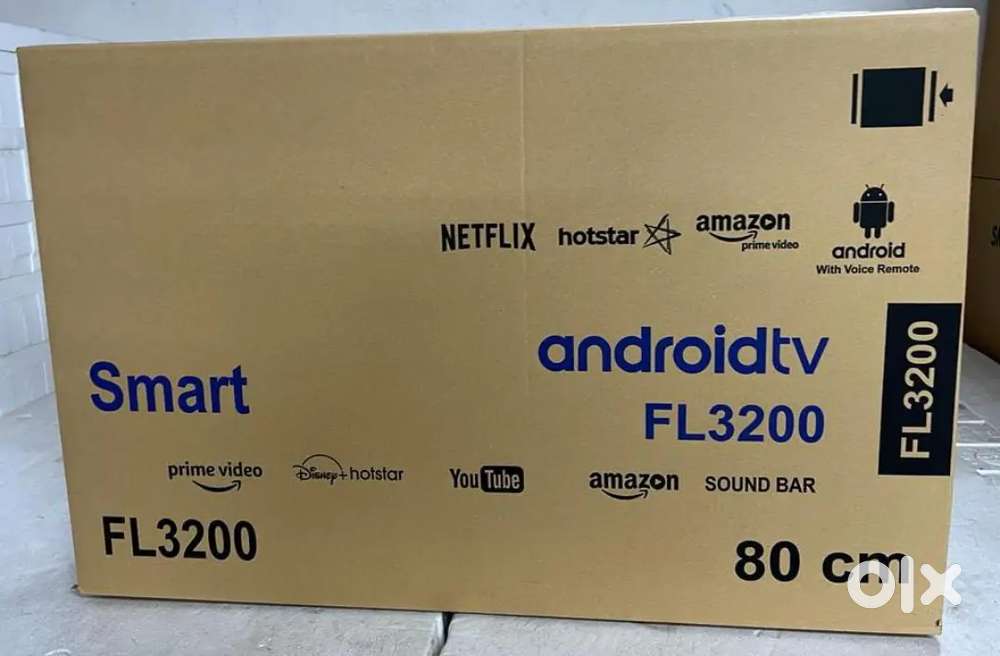 NETFLIX
hotstar
amazon
prime video
android
With Voice Remote
androidtv
FL3200
FL3200
Smart
prime video
Disney+ hotstar
YouTube
amazon
SOUND BAR
FL3200
80 cm
olx